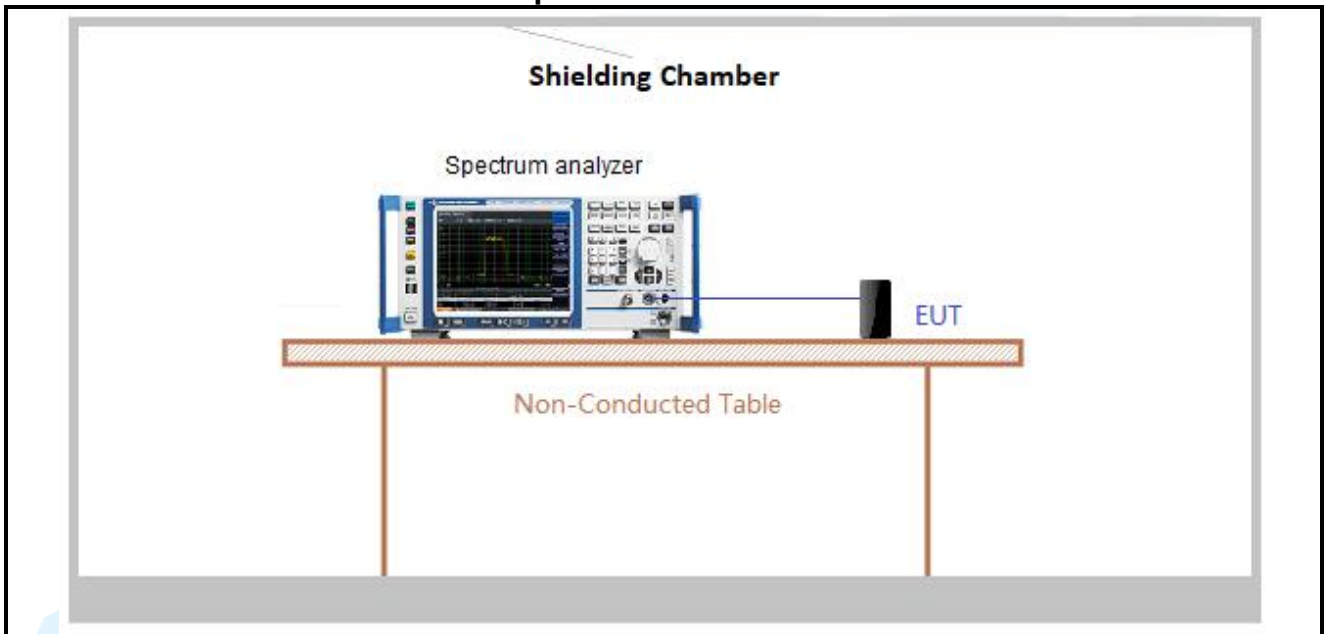 Shielding Chamber
Spectrum analyzer
EUT
Non-Conducted Table